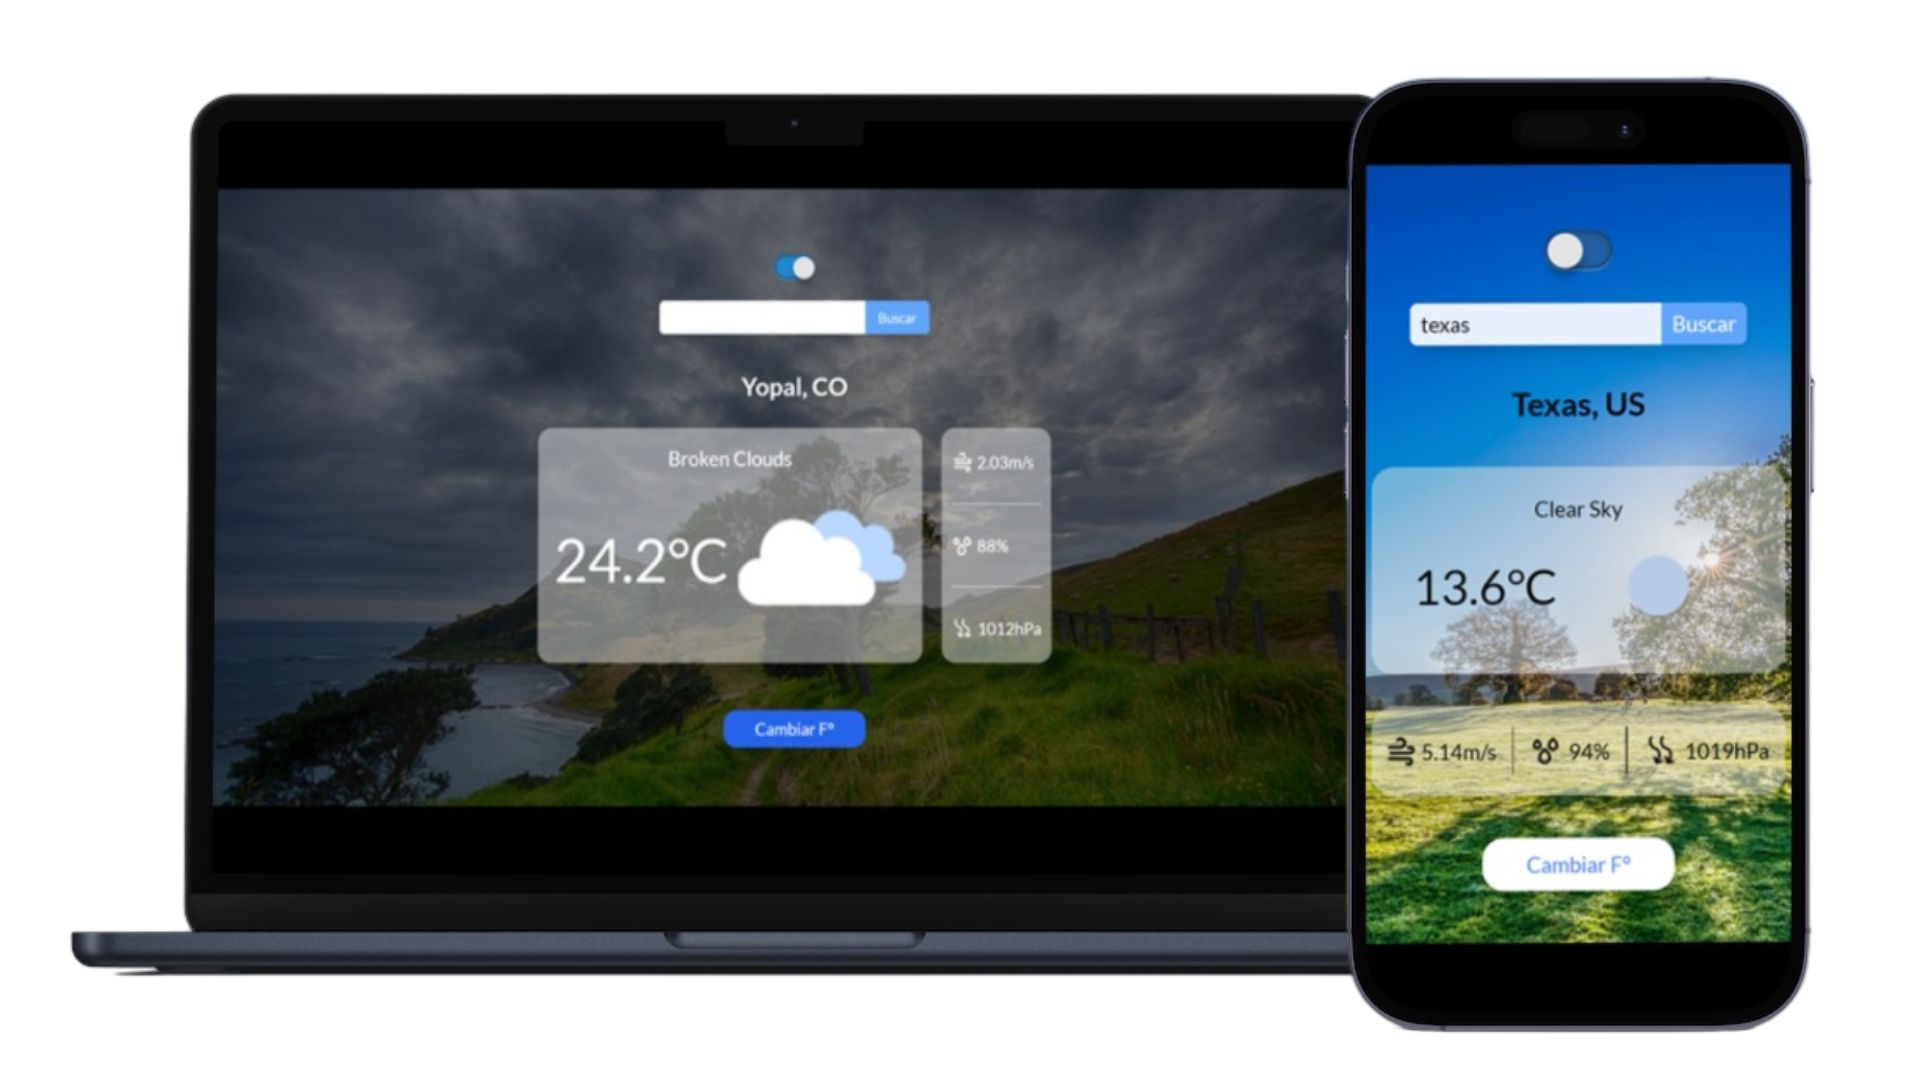 Buscar
Yopal, CO
Broken Clouds
24.2°C
2.03m/s
88%
1012hPa
Cambiar F°
texas
Buscar
Texas, US
Clear Sky
13.6°C
5.14m/s
94%
1019hPa
Cambiar F°